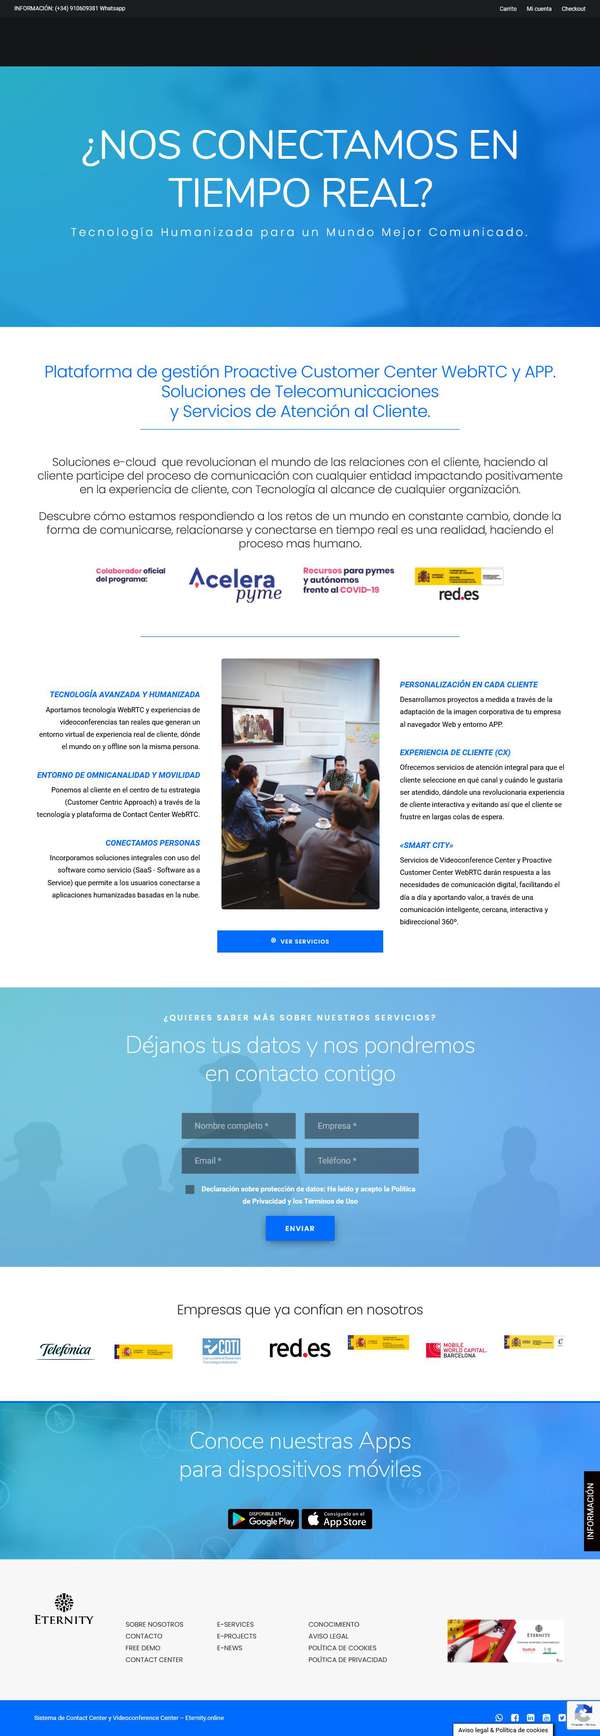 INFORMACIÓN: (+34) 910609381 Whatsapp
Carrito Mi cuenta Checkout
¿NOS CONECTAMOS EN
TIEMPO REAL?
Tecnología Humanizada para un Mundo Mejor Comunicado.
Plataforma de gestión Proactive Customer Center WebRTC y APP.
Soluciones de Telecomunicaciones
y Servicios de Atención al Cliente.
Soluciones e-cloud que revolucionan el mundo de las relaciones con el cliente, haciendo al
cliente participe del proceso de comunicación con cualquier entidad impactando positivamente
en la experiencia de cliente, con Tecnología al alcance de cualquier organización.
Descubre cómo estamos respondiendo a los retos de un mundo en constante cambio, donde la
forma de comunicarse, relacionarse y conectarse en tiempo real es una realidad, haciendo el
proceso mas humano.
Colaborador oficial
del programa:
Acelera
pyme
Recursos para pymes
y autónomos
frente al COVID-19
red.es
TECNOLOGÍA AVANZADA Y HUMANIZADA
Aportamos tecnología WebRTC y experiencias de
videoconferencias tan reales que generan un
entorno virtual de experiencia real de cliente, dónde
el mundo on y offline son la misma persona.
ENTORNO DE OMNICANALIDAD Y MOVILIDAD
Ponemos al cliente en el centro de tu estrategia
(Customer Centric Approach) a través de la
tecnología y plataforma de Contact Center WebRTC.
CONECTAMOS PERSONAS
Incorporamos soluciones integrales con uso del
software como servicio (SaaS - Software as a
Service) que permite a los usuarios conectarse a
aplicaciones humanizadas basadas en la nube.
PERSONALIZACIÓN EN CADA CLIENTE
Desarrollamos proyectos a medida a través de la
adaptación de la imagen corporativa de tu empresa
al navegador Web y entorno APP.
EXPERIENCIA DE CLIENTE (CX)
Ofrecemos servicios de atención integral para que el
cliente seleccione en qué canal y cuándo le gustaría
ser atendido, dándole una revolucionaria experiencia
de cliente interactiva y evitando así que el cliente se
frustre en largas colas de espera.
«SMART CITY»
Servicios de Videoconference Center y Proactive
Customer Center WebRTC darán respuesta a las
necesidades de comunicación digital, facilitando el
día a día y aportando valor, a través de una
comunicación inteligente, cercana, interactiva y
bidireccional 360º.
VER SERVICIOS
¿QUIERES SABER MÁS SOBRE NUESTROS SERVICIOS?
Déjanos tus datos y nos pondremos
en contacto contigo
Nombre completo * Empresa *
Email * Teléfono *
Declaración sobre protección de datos: He leído y acepto la Política
de Privacidad y los Términos de Uso
ENVIAR
Empresas que ya confían en nosotros
Telefónica
CDTI
red.es
MOBILE
WORLD CAPITAL
BARCELONA
Conoce nuestras Apps
para dispositivos móviles
INFORMACIÓN
DISPONIBLE EN
Google Play
Consíguelo en el
App Store
ETERNITY
SOBRE NOSOTROS
CONTACTO
FREE DEMO
CONTACT CENTER
E-SERVICES
E-PROJECTS
E-NEWS
CONOCIMIENTO
AVISO LEGAL
POLÍTICA DE COOKIES
POLÍTICA DE PRIVACIDAD
ETERNITY
Sistema de Contact Center y Videoconference Center – Eternity.online
Aviso legal & Política de cookies